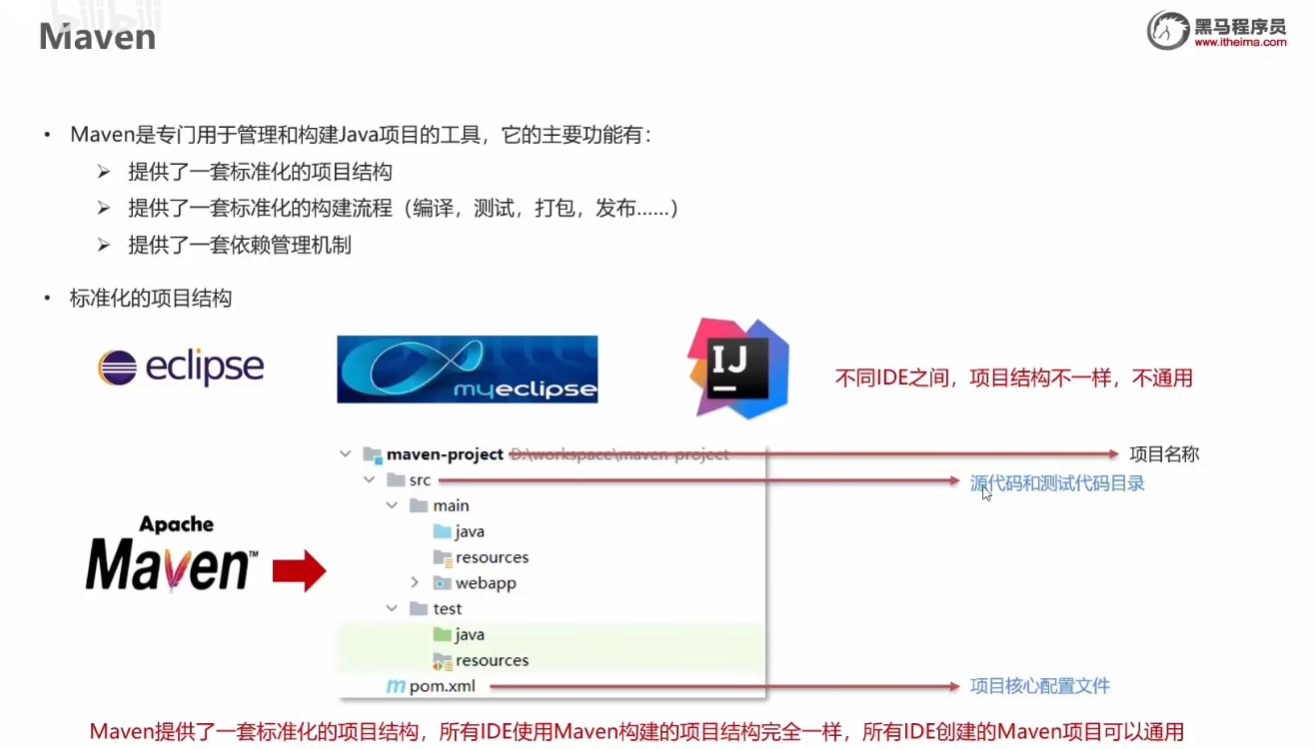 bilibili
Maven
黑马程序员
www.itheima.com
• Maven是专门用于管理和构建Java项目的工具，它的主要功能有：
➢ 提供了一套标准化的项目结构
➢ 提供了一套标准化的构建流程（编译，测试，打包，发布……）
➢ 提供了一套依赖管理机制
• 标准化的项目结构
eclipse
myeclipse
IJ
不同IDE之间，项目结构不一样，不通用
maven-project D:\workspace\maven-project 项目名称
src 源代码和测试代码目录
main
java
resources
webapp
test
java
resources
pom.xml 项目核心配置文件
Apache
Maven™
Maven提供了一套标准化的项目结构，所有IDE使用Maven构建的项目结构完全一样，所有IDE创建的Maven项目可以通用